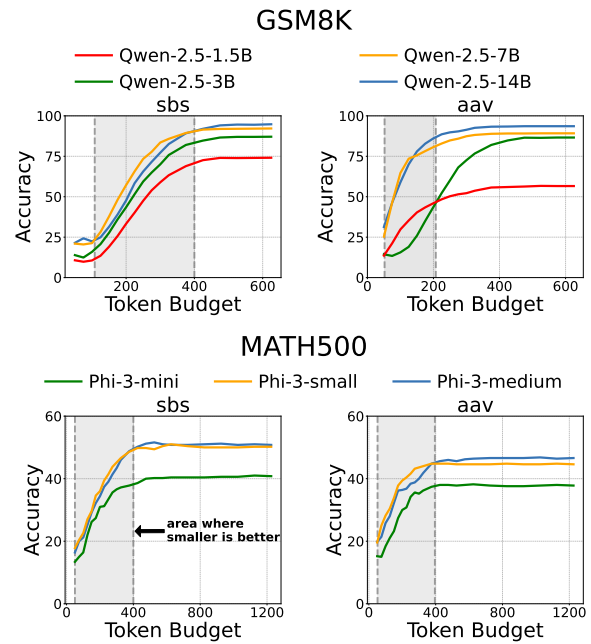 GSM8K
Qwen-2.5-1.5B
Qwen-2.5-7B
Qwen-2.5-3B
Qwen-2.5-14B
sbs
aav
100
75
50
25
0
Accuracy
200
400
600
Token Budget
100
75
50
25
0
Accuracy
0
200
400
600
Token Budget
MATH500
Phi-3-mini
Phi-3-small
Phi-3-medium
sbs
aav
60
40
20
0
Accuracy
area where
smaller is better
0
400
800
1200
Token Budget
60
40
20
0
Accuracy
0
400
800
1200
Token Budget